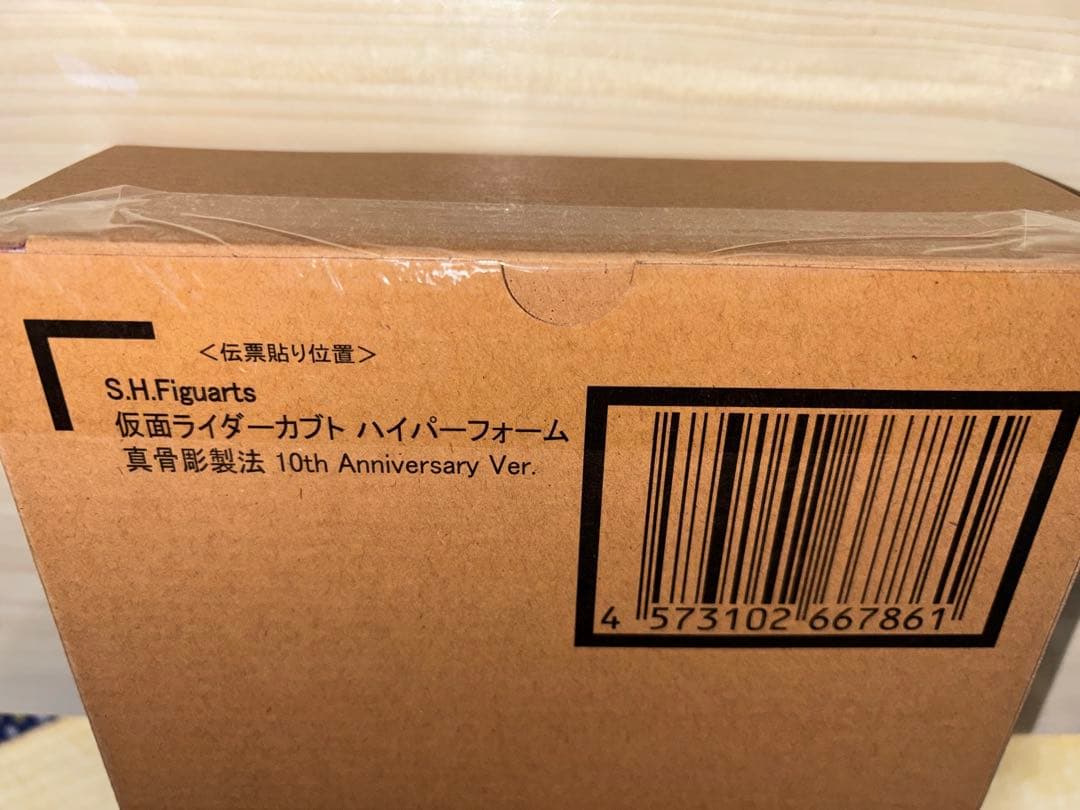 ＜伝票貼り位置＞
S.H.Figuarts
仮面ライダーカブト ハイパーフォーム
真骨彫製法 10th Anniversary Ver.
4 573102 667861